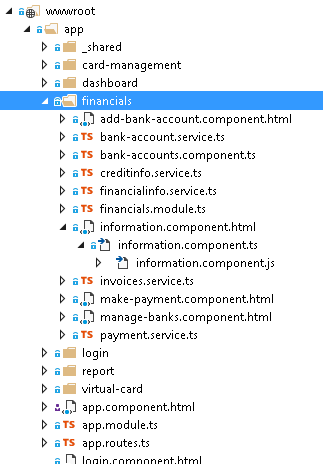 wwwroot
app
_shared
card-management
dashboard
financials
add-bank-account.component.html
TS bank-account.service.ts
TS bank-accounts.component.ts
TS creditinfo.service.ts
TS financialinfo.service.ts
TS financials.module.ts
information.component.html
information.component.ts
information.component.js
TS invoices.service.ts
make-payment.component.html
manage-banks.component.html
TS payment.service.ts
login
report
virtual-card
app.component.html
TS app.module.ts
TS app.routes.ts
login.component.html